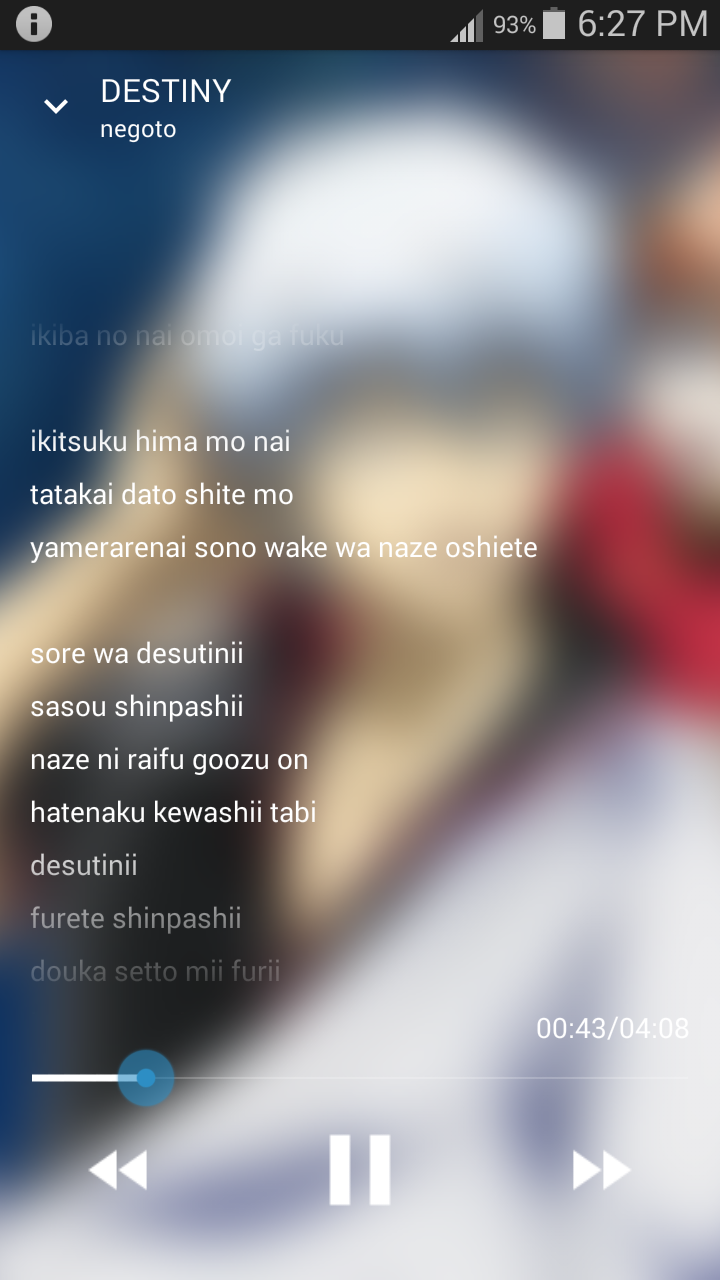 93% 6:27 PM
DESTINY
negoto
ikiba no nai omoi ga fuku
ikitsuku hima mo nai
tatakai dato shite mo
yamerarenai sono wake wa naze oshiete
sore wa desutinii
sasou shinpashii
naze ni raifu goozu on
hatenaku kewashii tabi
desutinii
furete shinpashii
douka setto mii furii
00:43/04:08